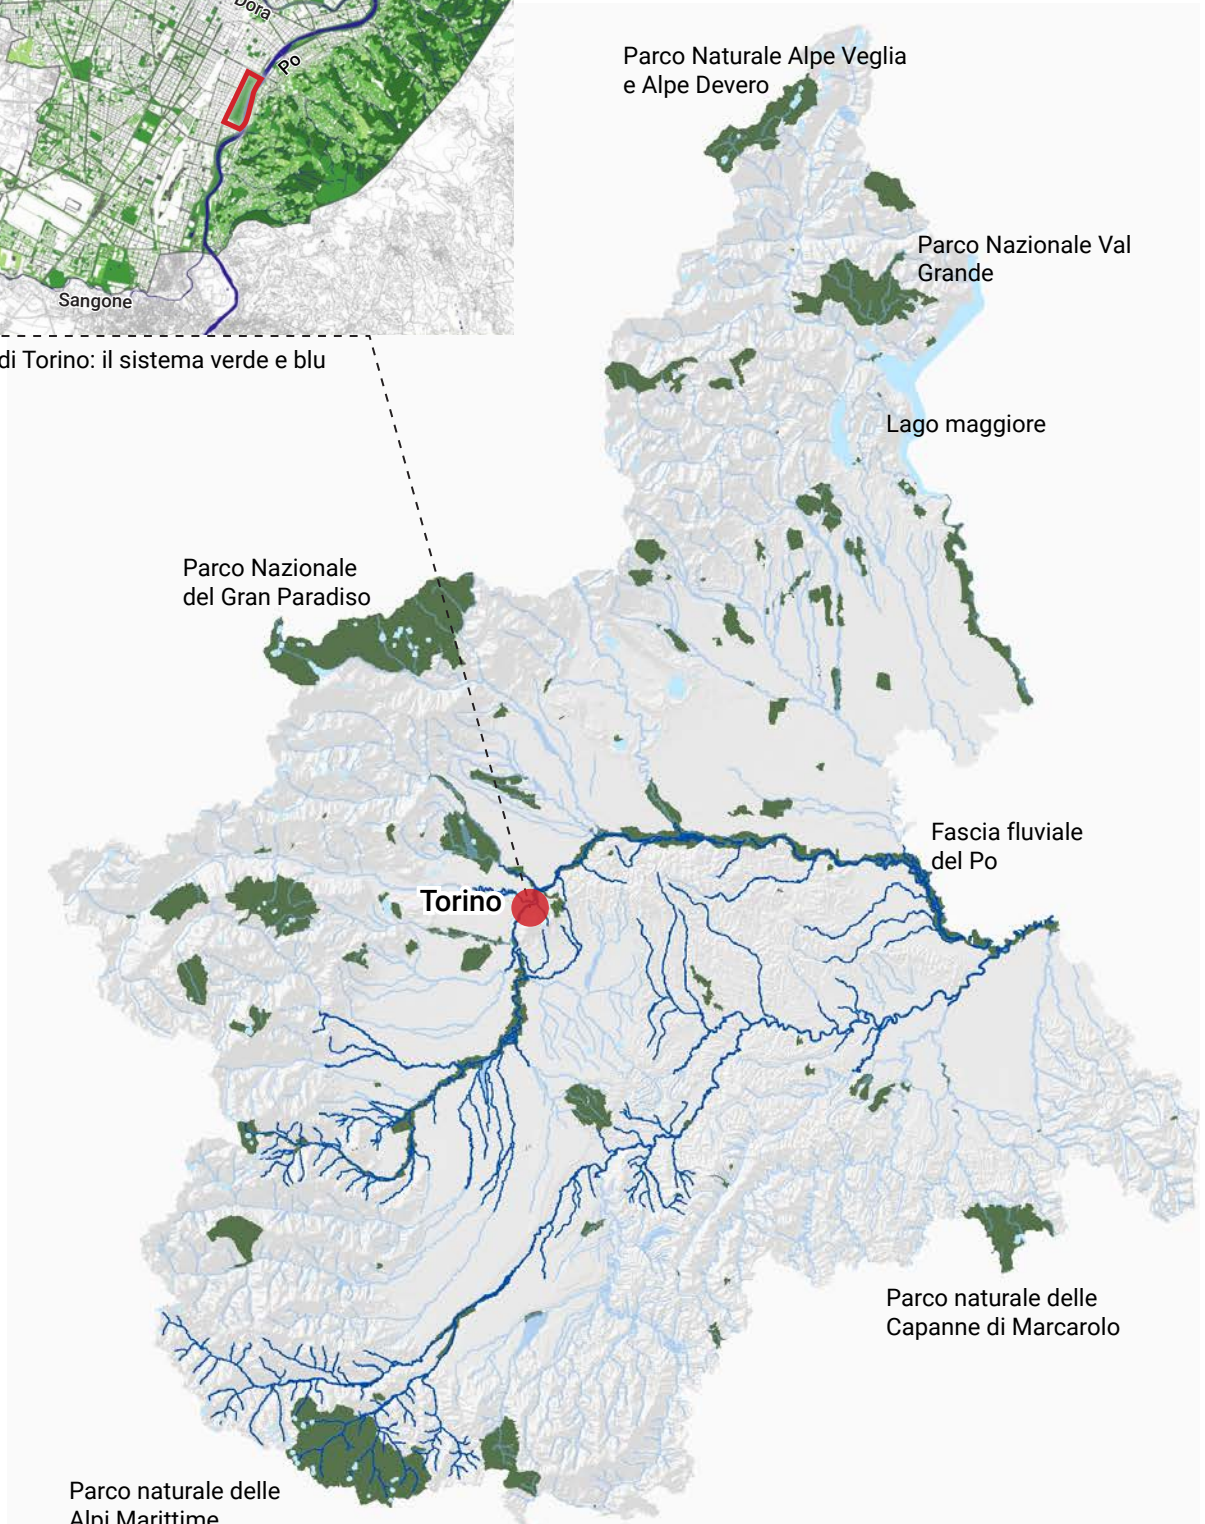 Dora
Po
Sangone
di Torino: il sistema verde e blu
Parco Naturale Alpe Veglia
e Alpe Devero
Parco Nazionale Val
Grande
Lago maggiore
Parco Nazionale
del Gran Paradiso
Fascia fluviale
del Po
Torino
Parco naturale delle
Capanne di Marcarolo
Parco naturale delle
Alpi Marittime